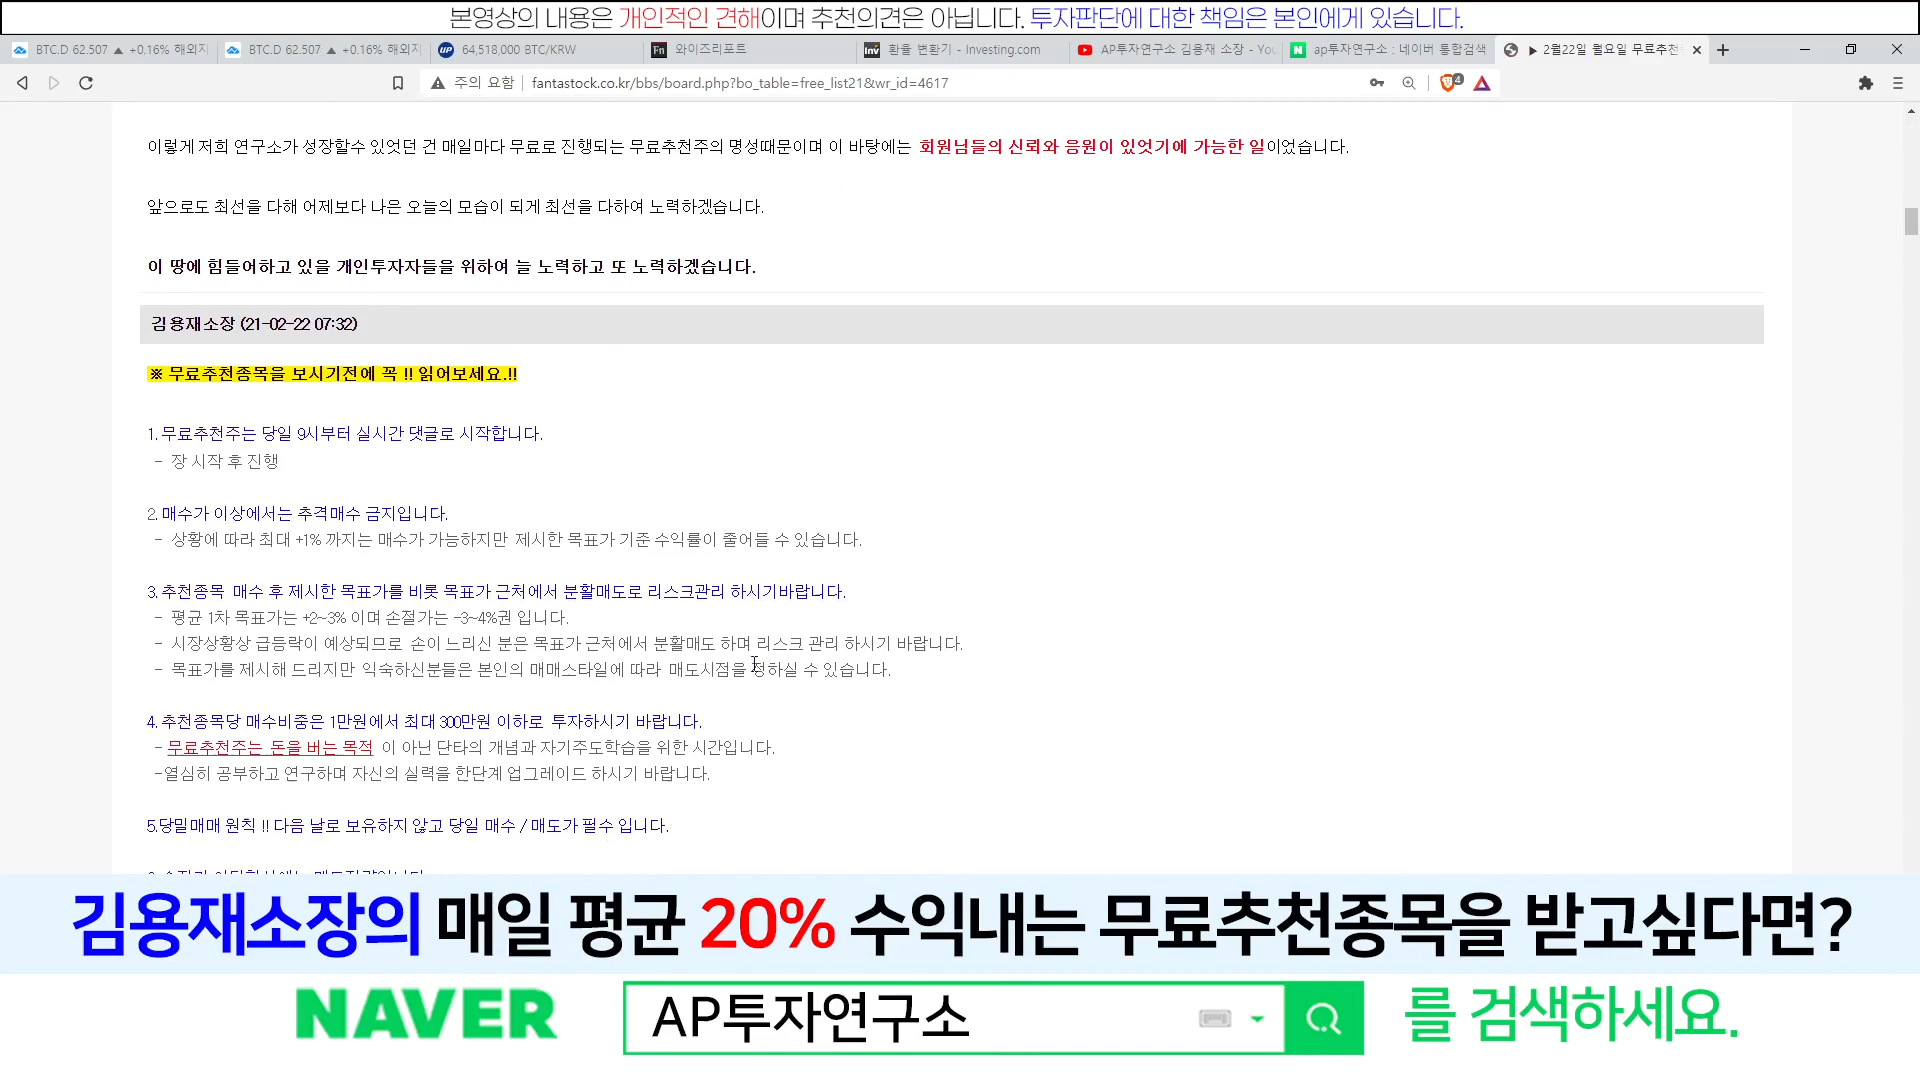 본영상의 내용은 개인적인 견해이며 추천의견은 아닙니다. 투자판단에 대한 책임은 본인에게 있습니다.
BTC.D 62.507 ▲ +0.16% 해외지
BTC.D 62.507 ▲ +0.16% 해외지
64,518,000 BTC/KRW
와이즈리포트
환율 변환기 - Investing.com
AP투자연구소 김용재 소장 - You
ap투자연구소 : 네이버 통합검색
▶ 2월22일 월요일 무료추천
주의 요함
fantastock.co.kr/bbs/board.php?bo_table=free_list21&wr_id=4617
4
이렇게 저희 연구소가 성장할수 있엇던 건 매일마다 무료로 진행되는 무료추천주의 명성때문이며 이 바탕에는 회원님들의 신뢰와 응원이 있엇기에 가능한 일이었습니다.
앞으로도 최선을 다해 어제보다 나은 오늘의 모습이 되게 최선을 다하여 노력하겠습니다.
이 땅에 힘들어하고 있을 개인투자자들을 위하여 늘 노력하고 또 노력하겠습니다.
김용재소장 (21-02-22 07:32)
※ 무료추천종목을 보시기전에 꼭 !! 읽어보세요.!!
1. 무료추천주는 당일 9시부터 실시간 댓글로 시작합니다.
- 장 시작 후 진행
2. 매수가 이상에서는 추격매수 금지입니다.
- 상황에 따라 최대 +1% 까지는 매수가 가능하지만 제시한 목표가 기준 수익률이 줄어들 수 있습니다.
3. 추천종목 매수 후 제시한 목표가를 비롯 목표가 근처에서 분할매도로 리스크관리 하시기바랍니다.
- 평균 1차 목표가는 +2~3% 이며 손절가는 -3~4%권 입니다.
- 시장상황상 급등락이 예상되므로 손이 느리신 분은 목표가 근처에서 분할매도 하며 리스크 관리 하시기 바랍니다.
- 목표가를 제시해 드리지만 익숙하신분들은 본인의 매매스타일에 따라 매도시점을 정하실 수 있습니다.
4. 추천종목당 매수비중은 1만원에서 최대 300만원 이하로 투자하시기 바랍니다.
- 무료추천주는 돈을 버는 목적 이 아닌 단타의 개념과 자기주도학습을 위한 시간입니다.
-열심히 공부하고 연구하며 자신의 실력을 한단계 업그레이드 하시기 바랍니다.
5.당일매매 원칙 !! 다음 날로 보유하지 않고 당일 매수 / 매도가 필수 입니다.
김용재소장의 매일 평균 20% 수익내는 무료추천종목을 받고싶다면?
NAVER AP투자연구소 를 검색하세요.